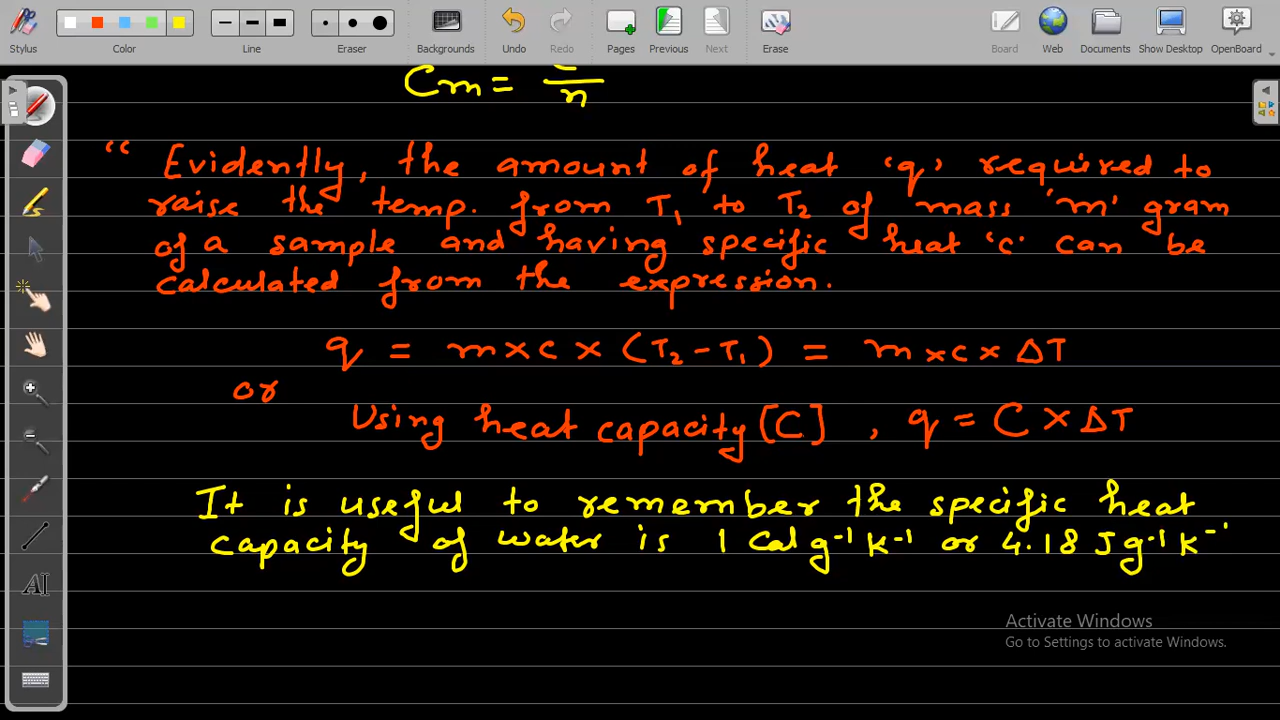 Stylus
Color
Line
Eraser
Backgrounds
Undo
Redo
Pages
Previous
Next
Erase
Board
Web
Documents
Show Desktop
OpenBoard
Cm = /n
“ Evidently, the amount of heat 'q' required to
raise the temp. from T₁ to T₂ of mass 'm' gram
of a sample and having specific heat 'c' can be
calculated from the expression.
q = m×c×(T₂-T₁) = m×c×ΔT
or
Using heat capacity [C] , q = C×ΔT
It is useful to remember the specific heat
capacity of water is 1 Cal g⁻¹ k⁻¹ or 4.18 J g⁻¹ k⁻¹
Activate Windows
Go to Settings to activate Windows.